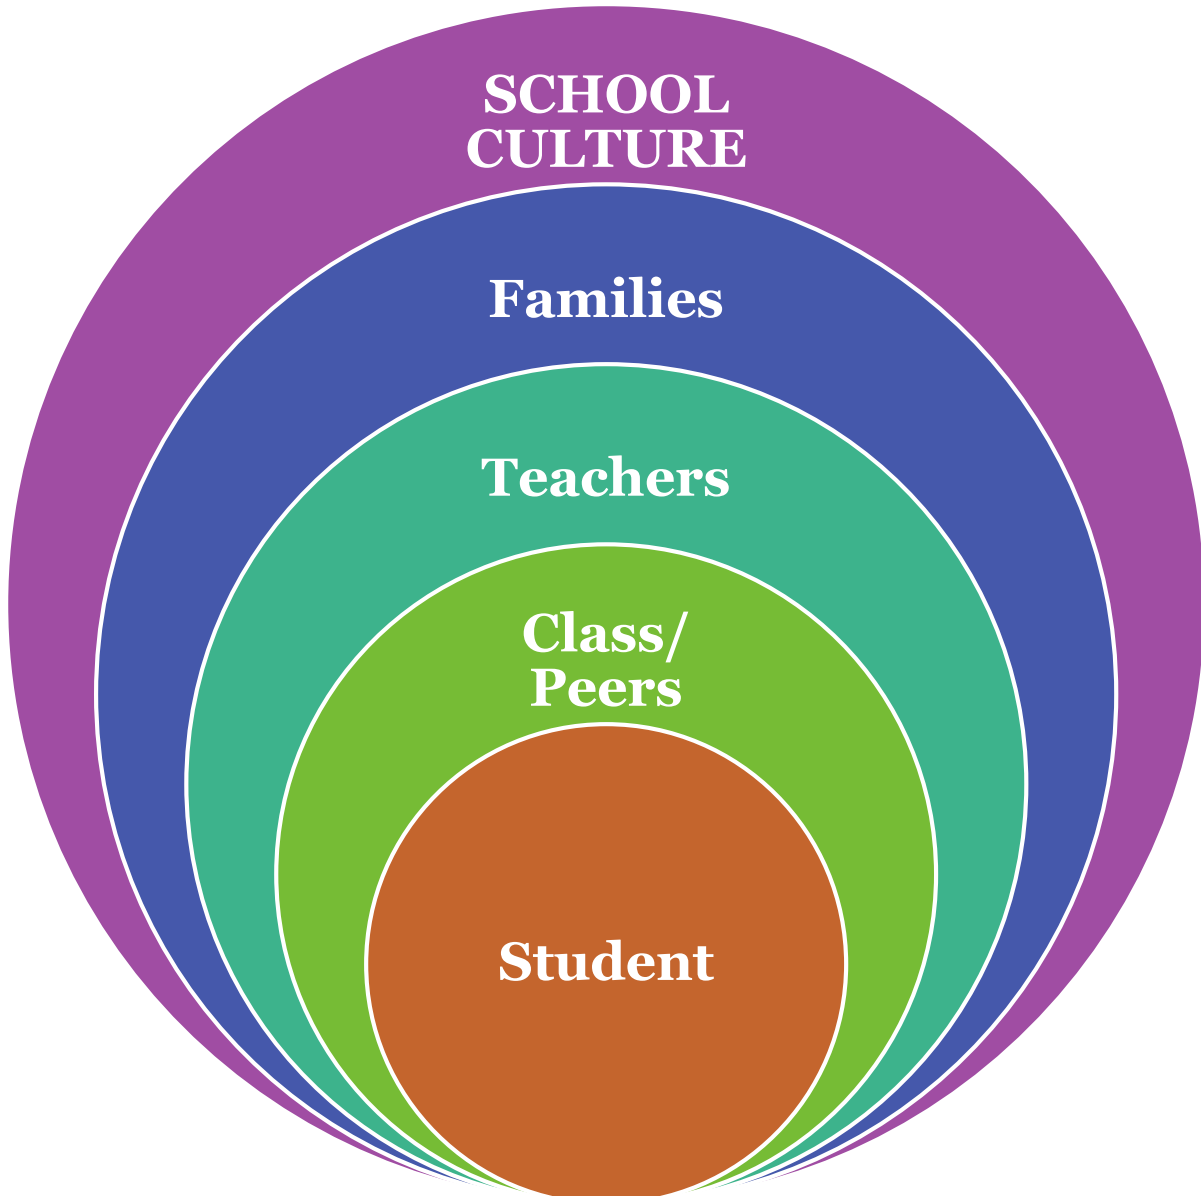 SCHOOL
CULTURE
Families
Teachers
Class/
Peers
Student